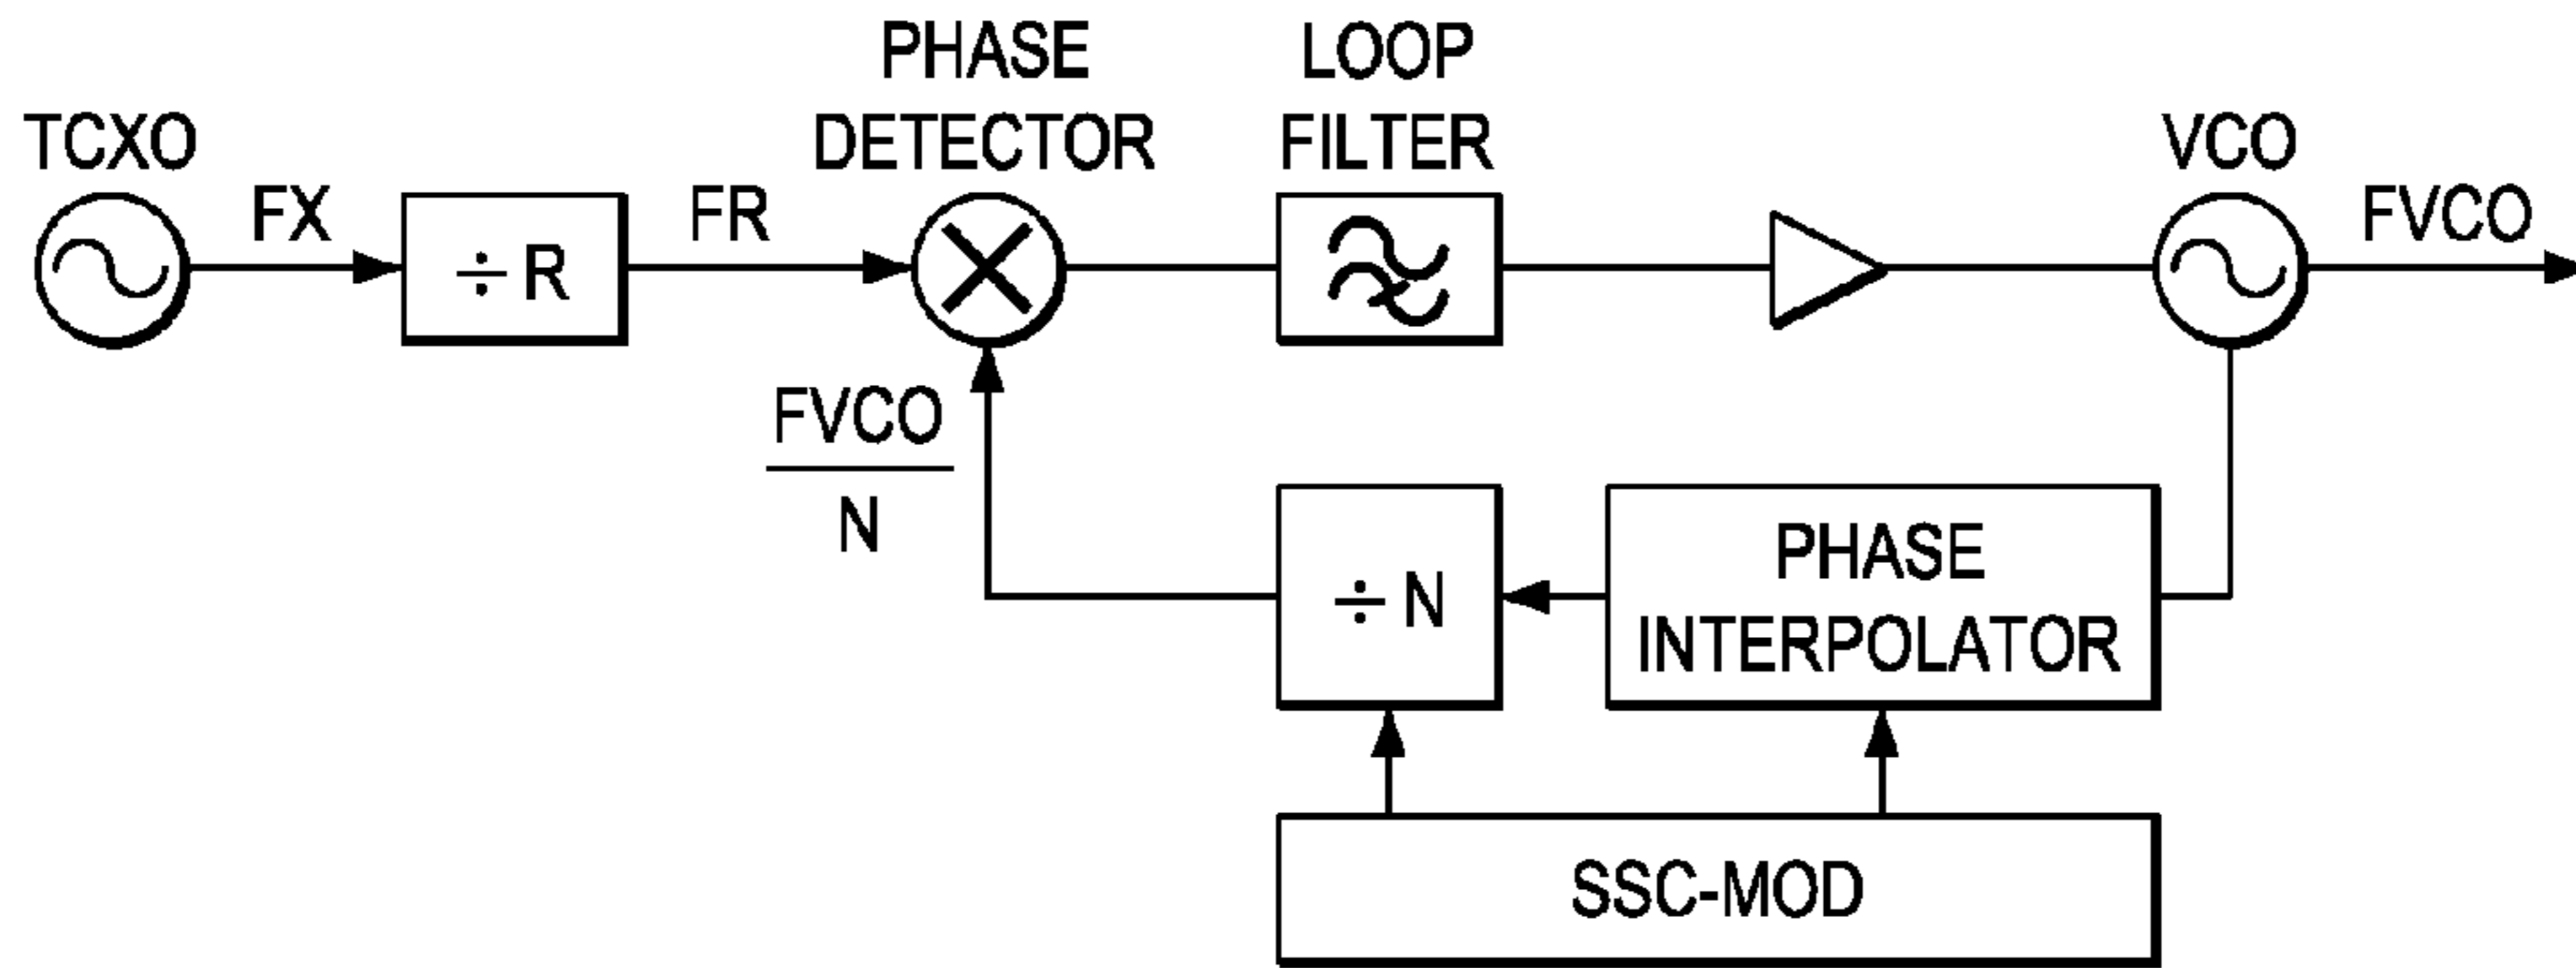 TCXO
FX
÷ R
FR
PHASE
DETECTOR
LOOP
FILTER
VCO
FVCO
FVCO
N
÷ N
PHASE
INTERPOLATOR
SSC-MOD